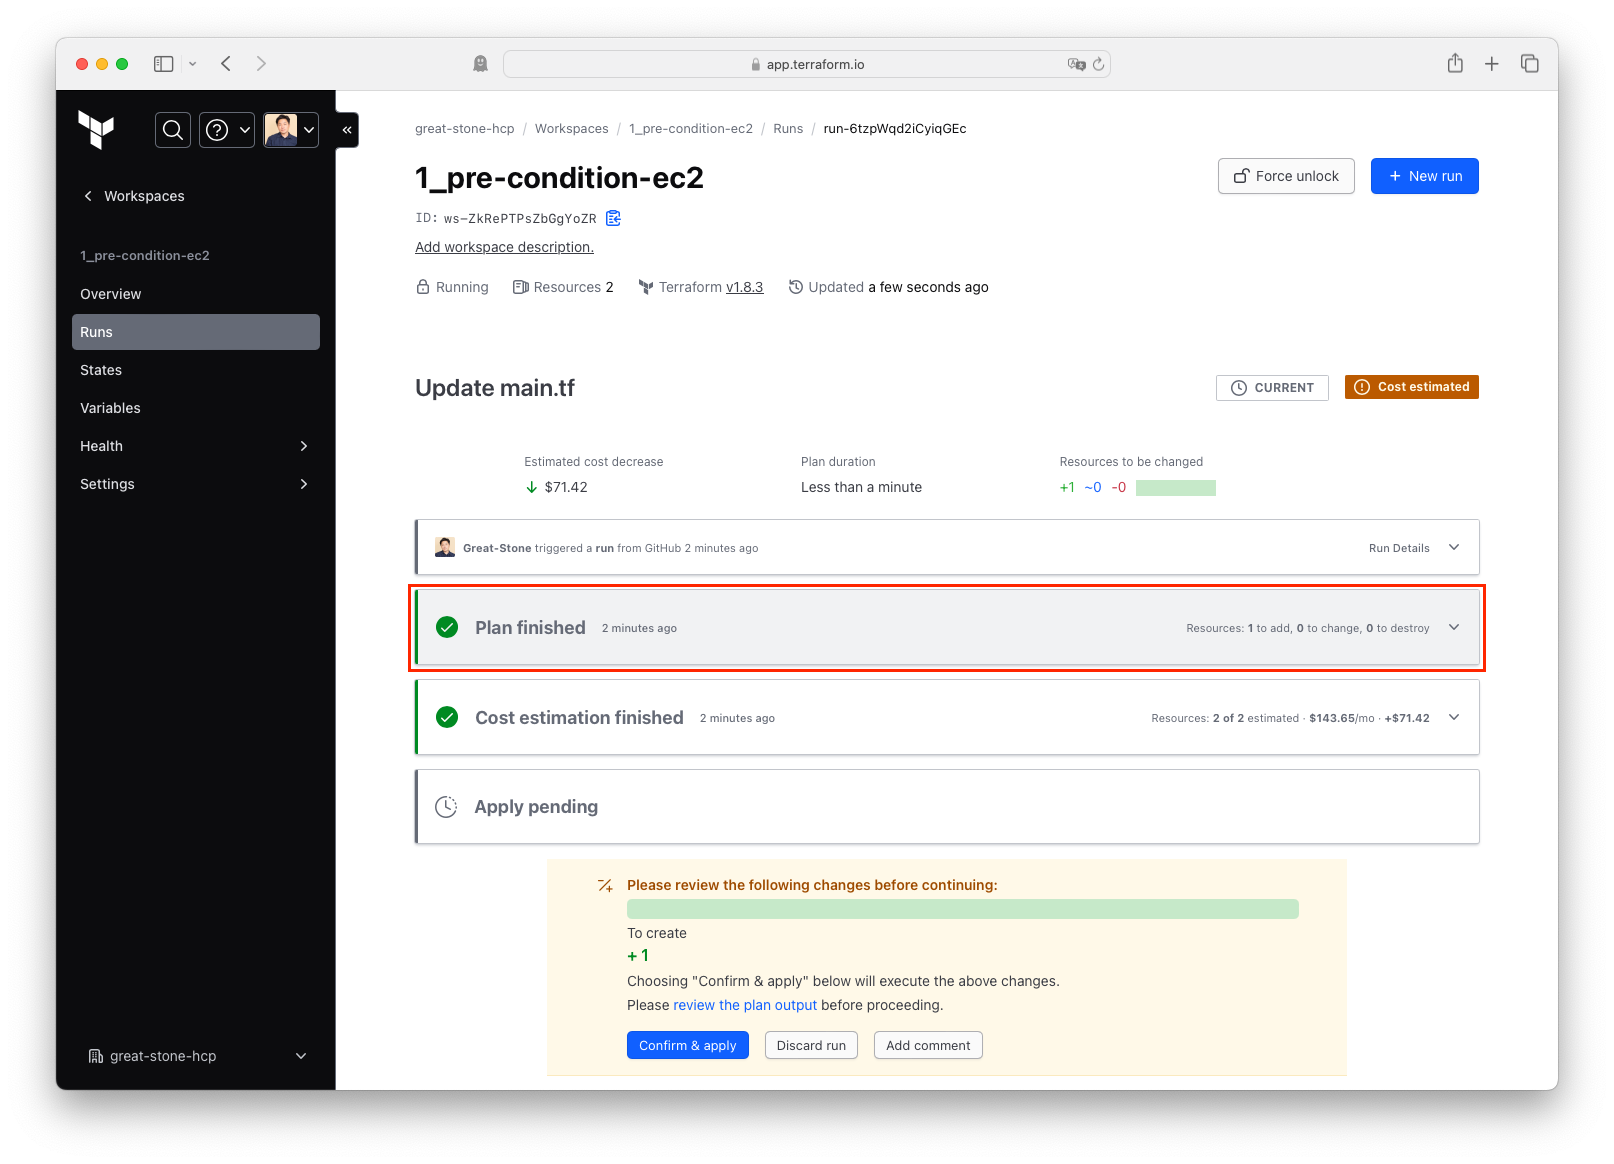 app.terraform.io
Workspaces
1_pre-condition-ec2
Overview
Runs
States
Variables
Health
Settings
great-stone-hcp
great-stone-hcp / Workspaces / 1_pre-condition-ec2 / Runs / run-6tzpWqd2iCyiqGEc
1_pre-condition-ec2
Force unlock
+ New run
ID: ws-ZkRePTPsZbGgYoZR
Add workspace description.
Running Resources 2 Terraform v1.8.3 Updated a few seconds ago
Update main.tf
CURRENT
Cost estimated
Estimated cost decrease
↓ $71.42
Plan duration
Less than a minute
Resources to be changed
+1 ~0 -0
Great-Stone triggered a run from GitHub 2 minutes ago
Run Details
Plan finished 2 minutes ago
Resources: 1 to add, 0 to change, 0 to destroy
Cost estimation finished 2 minutes ago
Resources: 2 of 2 estimated · $143.65/mo · +$71.42
Apply pending
Please review the following changes before continuing:
To create
+1
Choosing "Confirm & apply" below will execute the above changes.
Please review the plan output before proceeding.
Confirm & apply
Discard run
Add comment